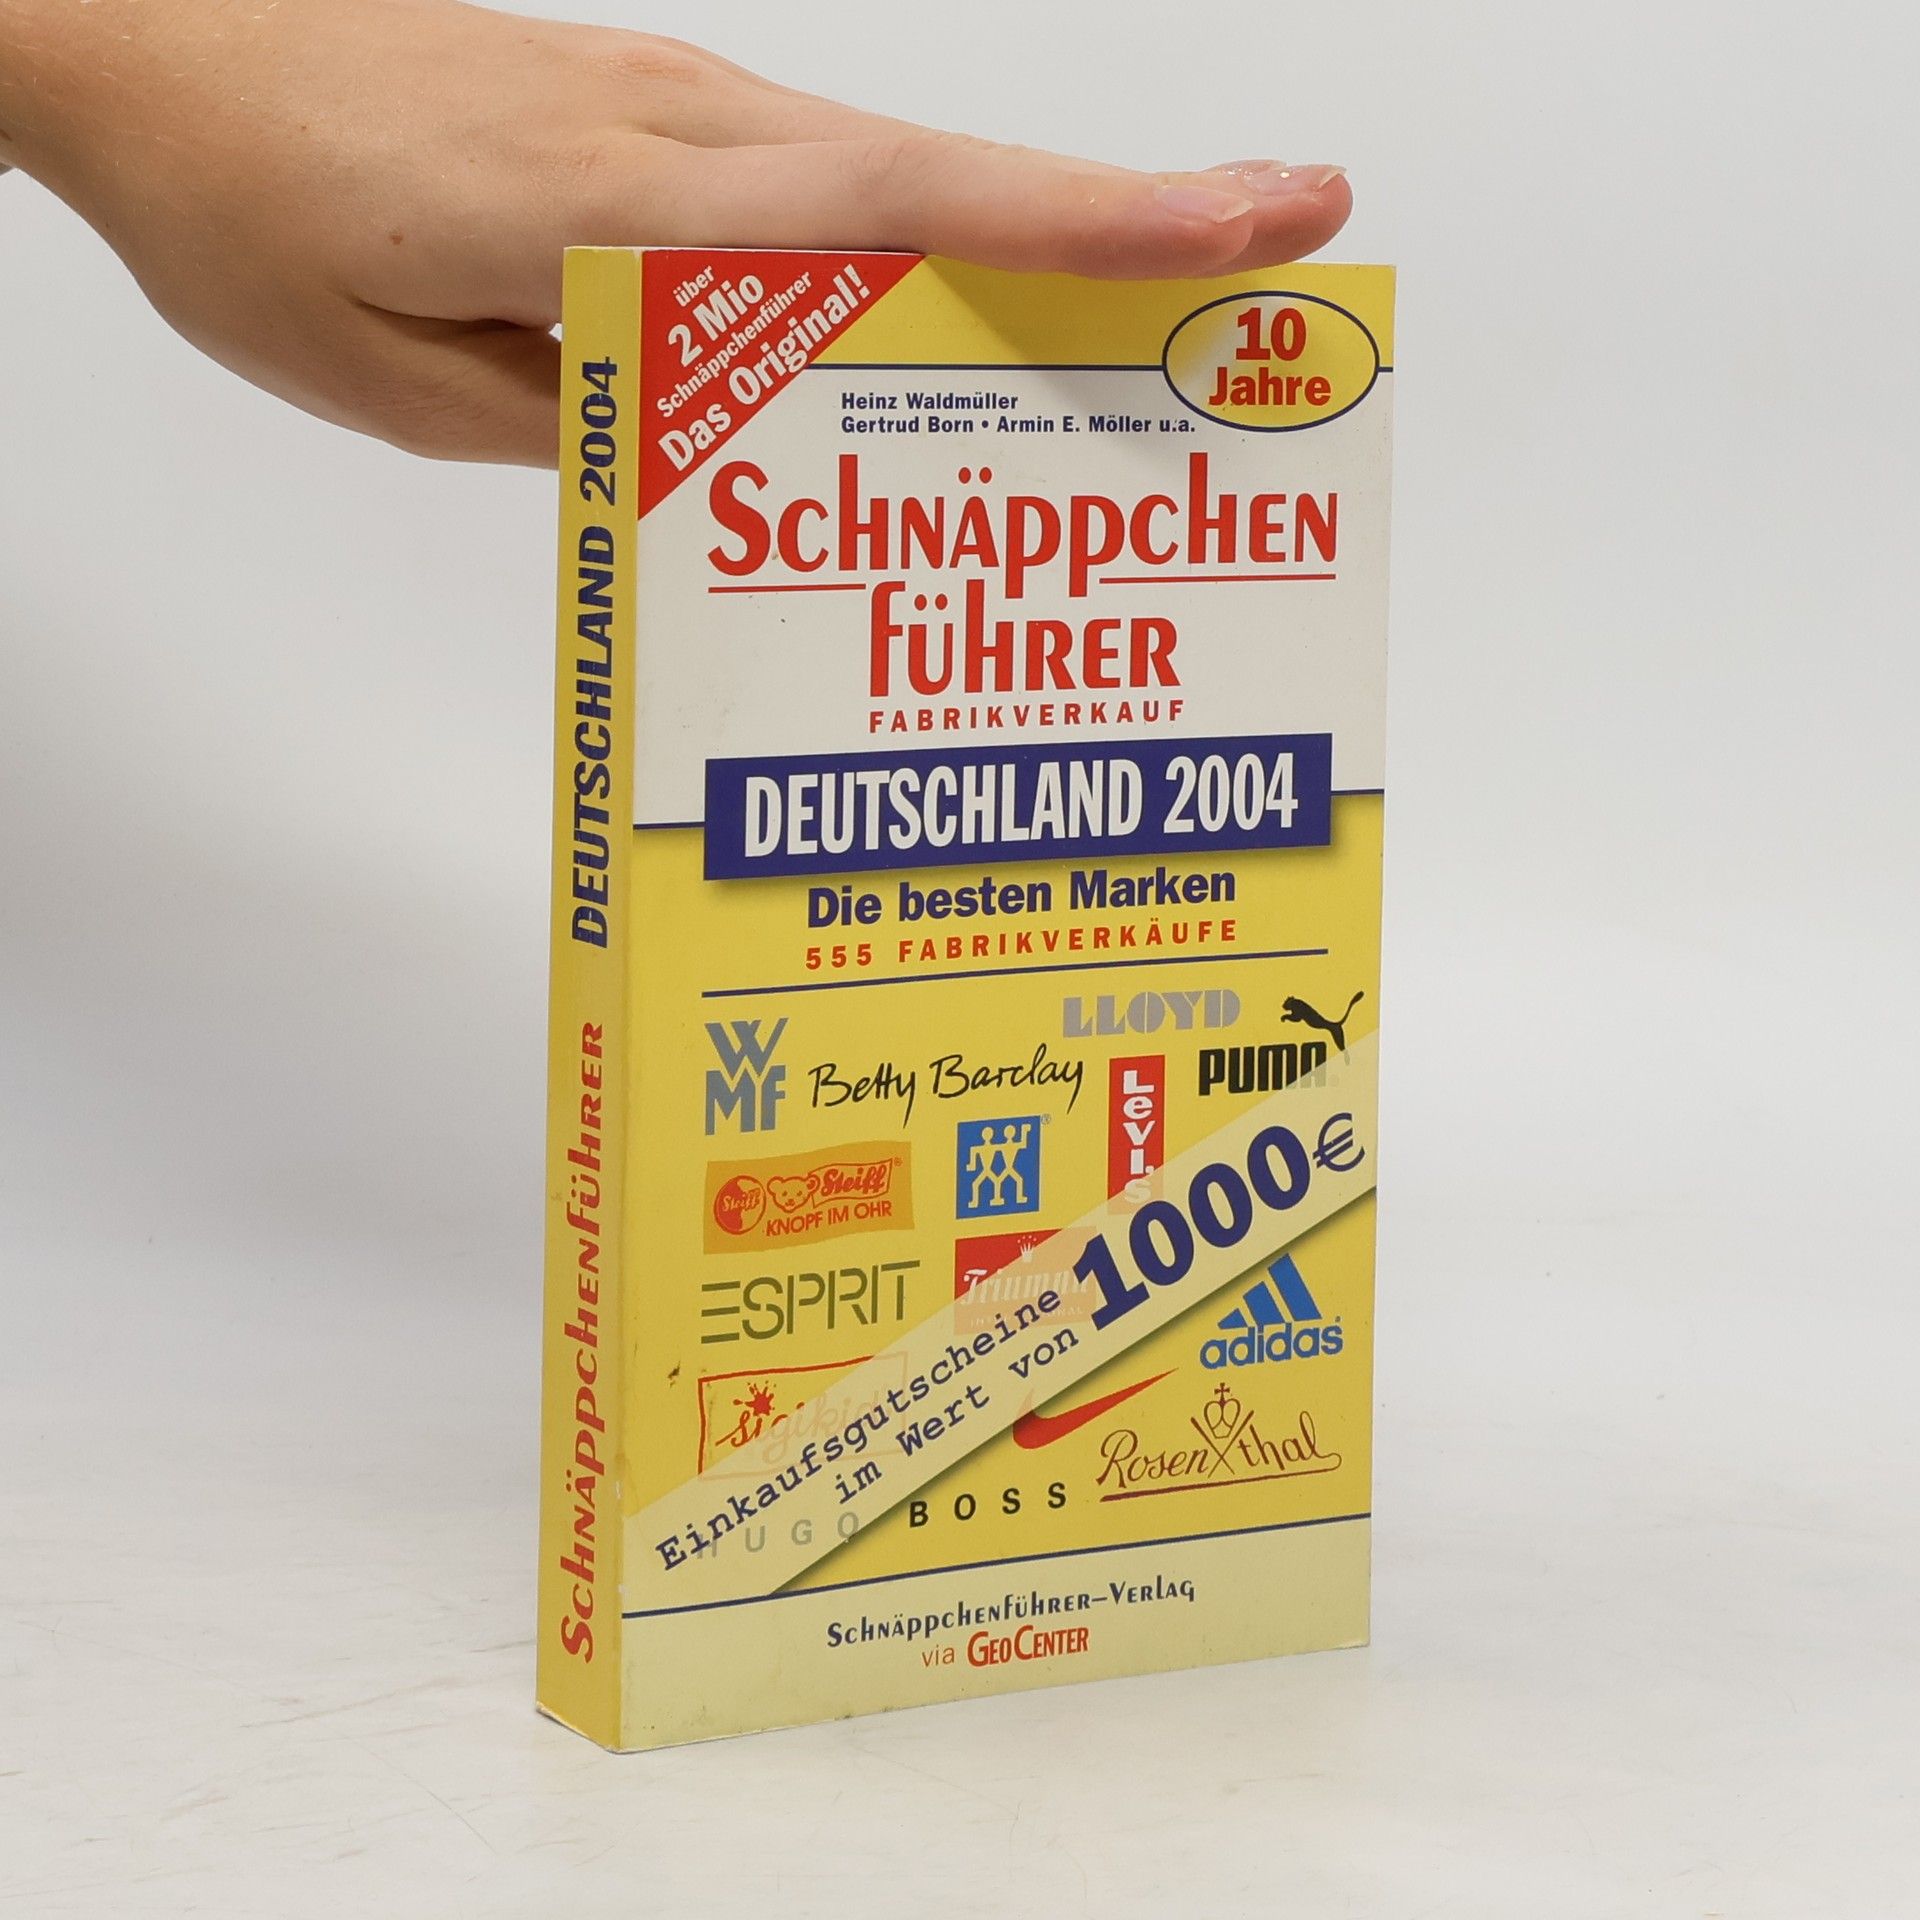 über
2 Mio
Schnäppchenführer
Das Original!
10
Jahre
Heinz Waldmüller
Gertrud Born • Armin E. Möller u.a.
SCHNÄPPCHEN
FÜHRER
FABRIKVERKAUF
DEUTSCHLAND 2004
Die besten Marken
555 FABRIKVERKÄUFE
WMF
Betty Barclay
LLOYD
PUMA
Levi's
Steiff
Steiff®
KNOPF IM OHR
®
ESPRIT
Triumph
INTERNATIONAL
adidas
sigikid
Rosenthal
HUGO BOSS
Einkaufsgutscheine
im Wert von 1000€
SCHNÄPPCHENFÜHRER–VERLAG
via GEOCENTER
SCHNÄPPCHENFÜHRER DEUTSCHLAND 2004